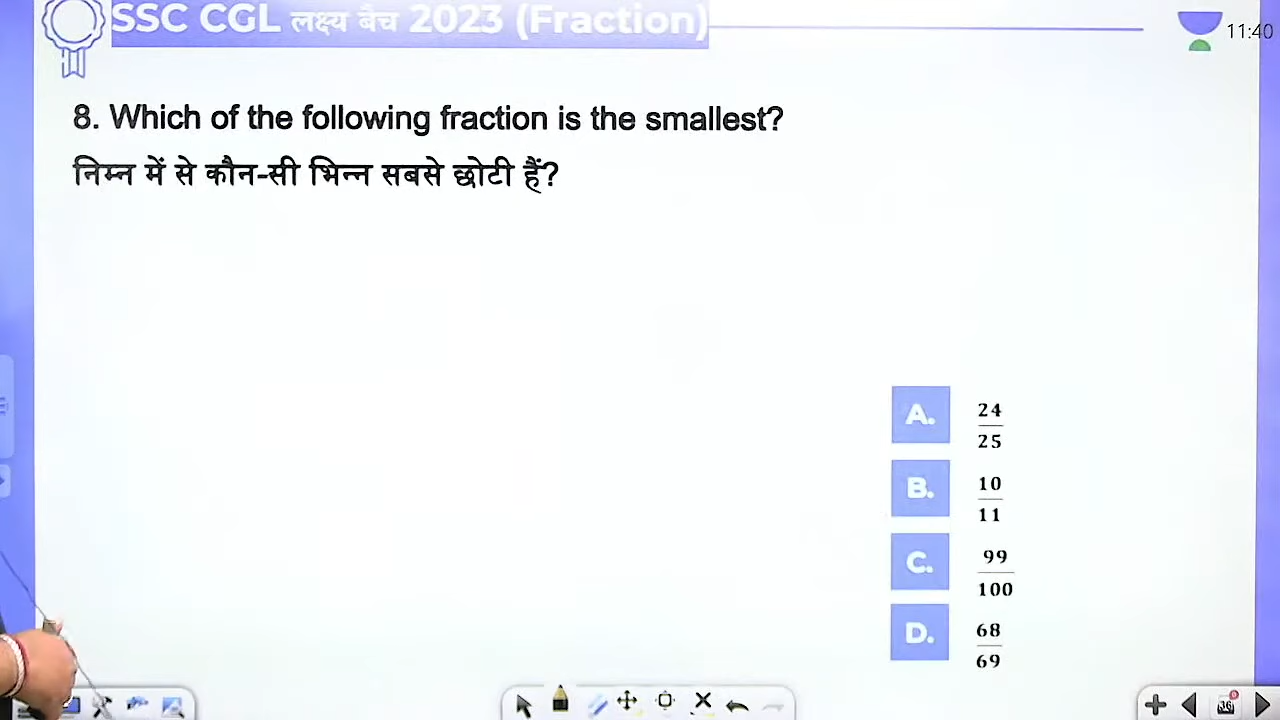 SSC CGL लक्ष्य बैच 2023 (Fraction)
11:40
8. Which of the following fraction is the smallest?
निम्न में से कौन-सी भिन्न सबसे छोटी हैं?
A. 24/25
B. 10/11
C. 99/100
D. 68/69
16